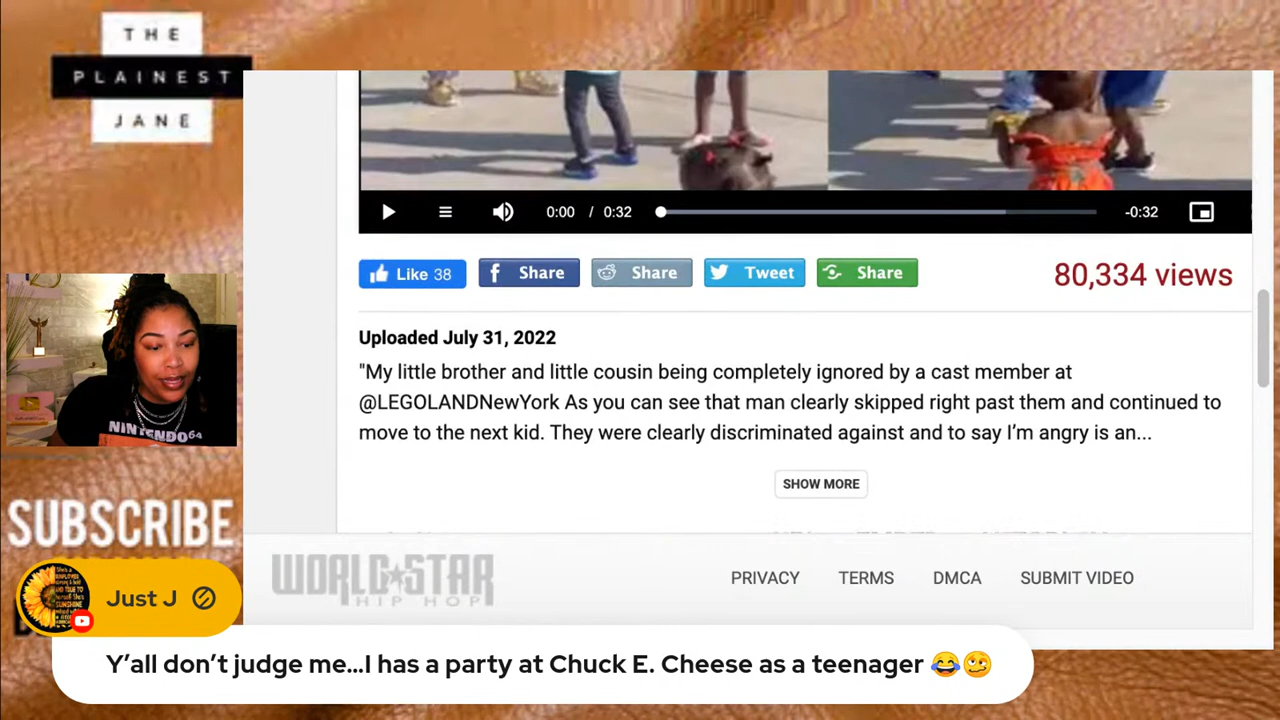 THE
PLAINEST
JANE
0:00 / 0:32
-0:32
Like 38
Share
Share
Tweet
Share
80,334 views
Uploaded July 31, 2022
"My little brother and little cousin being completely ignored by a cast member at
@LEGOLANDNewYork As you can see that man clearly skipped right past them and continued to
move to the next kid. They were clearly discriminated against and to say I’m angry is an...
SHOW MORE
NINTENDO64
SUBSCRIBE
WORLD STAR
HIP HOP
PRIVACY
TERMS
DMCA
SUBMIT VIDEO
Just J
Y’all don’t judge me...I has a party at Chuck E. Cheese as a teenager 😂🥴